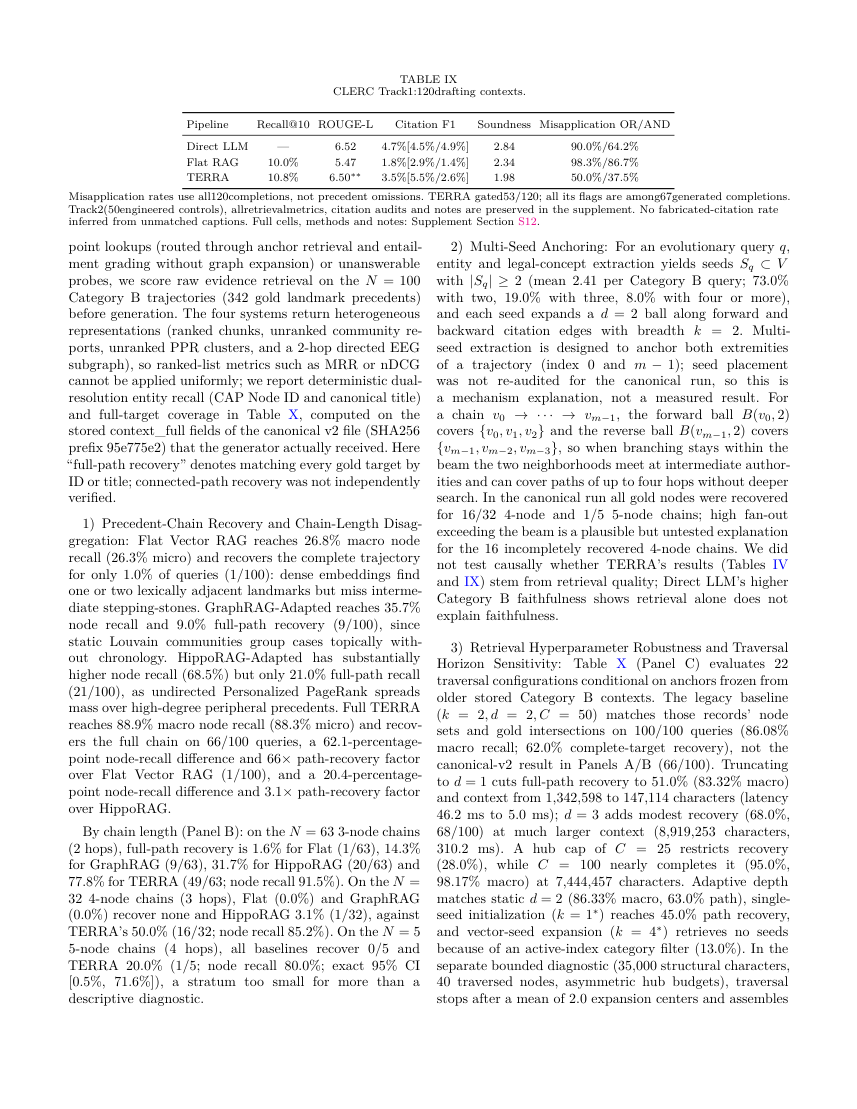 TABLE IX
CLERC Track1:120drafting contexts.
Pipeline Recall@10 ROUGE-L Citation F1 Soundness Misapplication OR/AND
Direct LLM — 6.52 4.7%[4.5%/4.9%] 2.84 90.0%/64.2%
Flat RAG 10.0% 5.47 1.8%[2.9%/1.4%] 2.34 98.3%/86.7%
TERRA 10.8% 6.50** 3.5%[5.5%/2.6%] 1.98 50.0%/37.5%
Misapplication rates use all120completions, not precedent omissions. TERRA gated53/120; all its flags are among67generated completions.
Track2(50engineered controls), allretrievalmetrics, citation audits and notes are preserved in the supplement. No fabricated-citation rate
inferred from unmatched captions. Full cells, methods and notes: Supplement Section S12.
point lookups (routed through anchor retrieval and entail-
ment grading without graph expansion) or unanswerable
probes, we score raw evidence retrieval on the N = 100
Category B trajectories (342 gold landmark precedents)
before generation. The four systems return heterogeneous
representations (ranked chunks, unranked community re-
ports, unranked PPR clusters, and a 2-hop directed EEG
subgraph), so ranked-list metrics such as MRR or nDCG
cannot be applied uniformly; we report deterministic dual-
resolution entity recall (CAP Node ID and canonical title)
and full-target coverage in Table X, computed on the
stored context_full fields of the canonical v2 file (SHA256
prefix 95e775e2) that the generator actually received. Here
“full-path recovery” denotes matching every gold target by
ID or title; connected-path recovery was not independently
verified.
1) Precedent-Chain Recovery and Chain-Length Disag-
gregation: Flat Vector RAG reaches 26.8% macro node
recall (26.3% micro) and recovers the complete trajectory
for only 1.0% of queries (1/100): dense embeddings find
one or two lexically adjacent landmarks but miss interme-
diate stepping-stones. GraphRAG-Adapted reaches 35.7%
node recall and 9.0% full-path recovery (9/100), since
static Louvain communities group cases topically with-
out chronology. HippoRAG-Adapted has substantially
higher node recall (68.5%) but only 21.0% full-path recall
(21/100), as undirected Personalized PageRank spreads
mass over high-degree peripheral precedents. Full TERRA
reaches 88.9% macro node recall (88.3% micro) and recov-
ers the full chain on 66/100 queries, a 62.1-percentage-
point node-recall difference and 66× path-recovery factor
over Flat Vector RAG (1/100), and a 20.4-percentage-
point node-recall difference and 3.1× path-recovery factor
over HippoRAG.
By chain length (Panel B): on the N = 63 3-node chains
(2 hops), full-path recovery is 1.6% for Flat (1/63), 14.3%
for GraphRAG (9/63), 31.7% for HippoRAG (20/63) and
77.8% for TERRA (49/63; node recall 91.5%). On the N =
32 4-node chains (3 hops), Flat (0.0%) and GraphRAG
(0.0%) recover none and HippoRAG 3.1% (1/32), against
TERRA’s 50.0% (16/32; node recall 85.2%). On the N = 5
5-node chains (4 hops), all baselines recover 0/5 and
TERRA 20.0% (1/5; node recall 80.0%; exact 95% CI
[0.5%, 71.6%]), a stratum too small for more than a
descriptive diagnostic.
2) Multi-Seed Anchoring: For an evolutionary query q,
entity and legal-concept extraction yields seeds S_q ⊂ V
with |S_q| ≥ 2 (mean 2.41 per Category B query; 73.0%
with two, 19.0% with three, 8.0% with four or more),
and each seed expands a d = 2 ball along forward and
backward citation edges with breadth k = 2. Multi-
seed extraction is designed to anchor both extremities
of a trajectory (index 0 and m − 1); seed placement
was not re-audited for the canonical run, so this is
a mechanism explanation, not a measured result. For
a chain v_0 → ··· → v_{m−1}, the forward ball B(v_0, 2)
covers {v_0, v_1, v_2} and the reverse ball B(v_{m−1}, 2) covers
{v_{m−1}, v_{m−2}, v_{m−3}}, so when branching stays within the
beam the two neighborhoods meet at intermediate author-
ities and can cover paths of up to four hops without deeper
search. In the canonical run all gold nodes were recovered
for 16/32 4-node and 1/5 5-node chains; high fan-out
exceeding the beam is a plausible but untested explanation
for the 16 incompletely recovered 4-node chains. We did
not test causally whether TERRA’s results (Tables IV
and IX) stem from retrieval quality; Direct LLM’s higher
Category B faithfulness shows retrieval alone does not
explain faithfulness.
3) Retrieval Hyperparameter Robustness and Traversal
Horizon Sensitivity: Table X (Panel C) evaluates 22
traversal configurations conditional on anchors frozen from
older stored Category B contexts. The legacy baseline
(k = 2, d = 2, C = 50) matches those records’ node
sets and gold intersections on 100/100 queries (86.08%
macro recall; 62.0% complete-target recovery), not the
canonical-v2 result in Panels A/B (66/100). Truncating
to d = 1 cuts full-path recovery to 51.0% (83.32% macro)
and context from 1,342,598 to 147,114 characters (latency
46.2 ms to 5.0 ms); d = 3 adds modest recovery (68.0%,
68/100) at much larger context (8,919,253 characters,
310.2 ms). A hub cap of C = 25 restricts recovery
(28.0%), while C = 100 nearly completes it (95.0%,
98.17% macro) at 7,444,457 characters. Adaptive depth
matches static d = 2 (86.33% macro, 63.0% path), single-
seed initialization (k = 1*) reaches 45.0% path recovery,
and vector-seed expansion (k = 4*) retrieves no seeds
because of an active-index category filter (13.0%). In the
separate bounded diagnostic (35,000 structural characters,
40 traversed nodes, asymmetric hub budgets), traversal
stops after a mean of 2.0 expansion centers and assembles